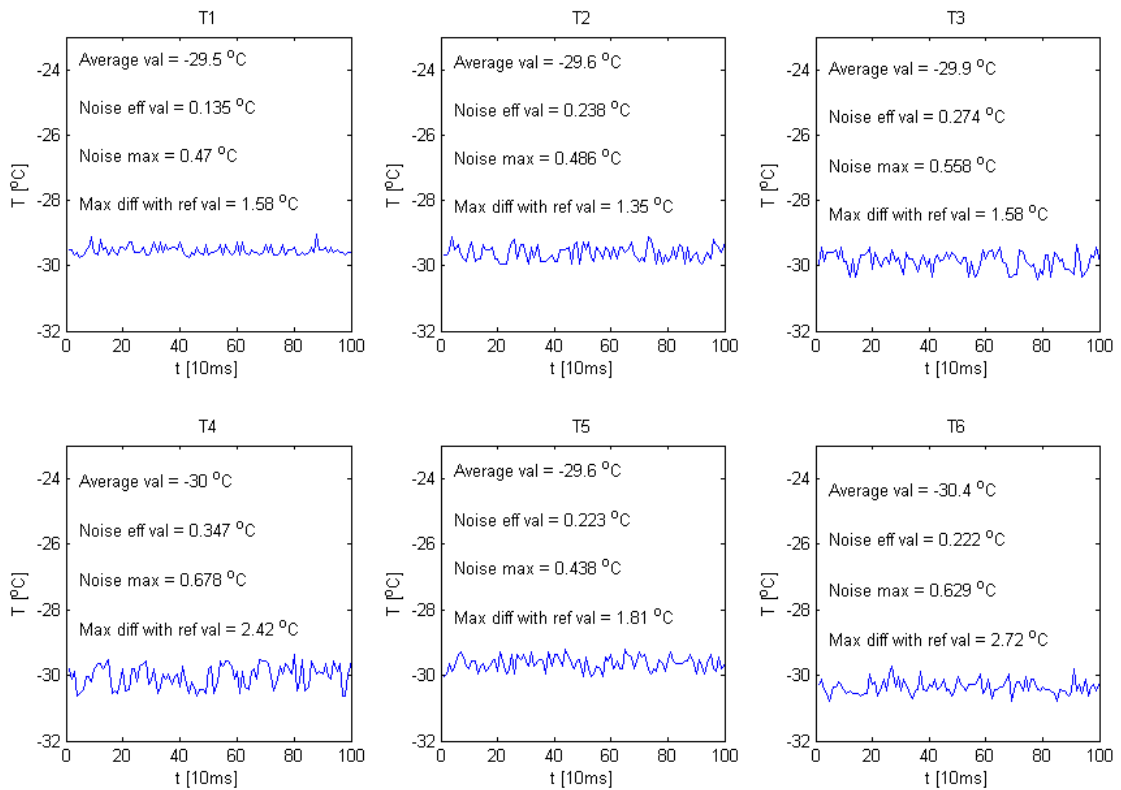 T1
Average val = -29.5 °C
Noise eff val = 0.135 °C
Noise max = 0.47 °C
Max diff with ref val = 1.58 °C
T [°C]
-24
-26
-28
-30
-32
0 20 40 60 80 100
t [10ms]
T2
Average val = -29.6 °C
Noise eff val = 0.238 °C
Noise max = 0.486 °C
Max diff with ref val = 1.35 °C
T [°C]
-24
-26
-28
-30
-32
0 20 40 60 80 100
t [10ms]
T3
Average val = -29.9 °C
Noise eff val = 0.274 °C
Noise max = 0.558 °C
Max diff with ref val = 1.58 °C
T [°C]
-24
-26
-28
-30
-32
0 20 40 60 80 100
t [10ms]
T4
Average val = -30 °C
Noise eff val = 0.347 °C
Noise max = 0.678 °C
Max diff with ref val = 2.42 °C
T [°C]
-24
-26
-28
-30
-32
0 20 40 60 80 100
t [10ms]
T5
Average val = -29.6 °C
Noise eff val = 0.223 °C
Noise max = 0.438 °C
Max diff with ref val = 1.81 °C
T [°C]
-24
-26
-28
-30
-32
0 20 40 60 80 100
t [10ms]
T6
Average val = -30.4 °C
Noise eff val = 0.222 °C
Noise max = 0.629 °C
Max diff with ref val = 2.72 °C
T [°C]
-24
-26
-28
-30
-32
0 20 40 60 80 100
t [10ms]